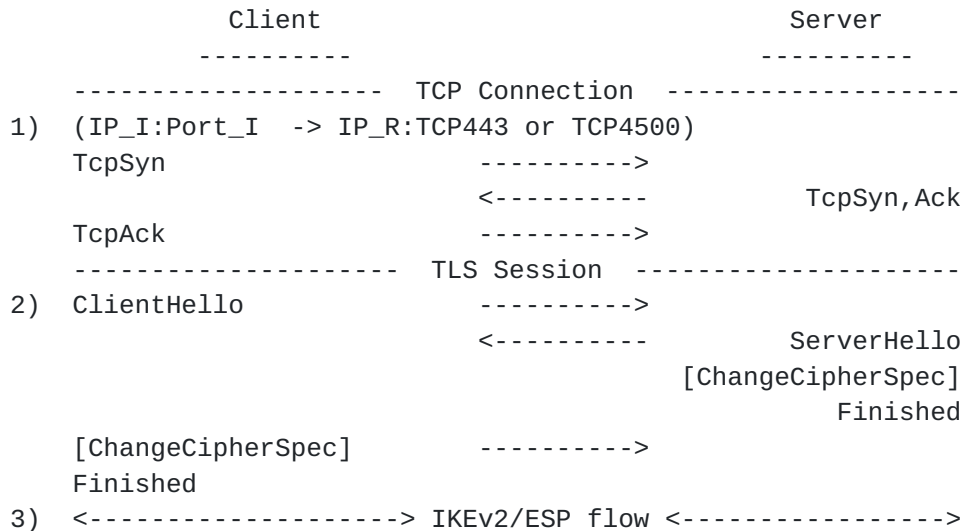 Client                              Server
----------                          ----------
--------------------  TCP Connection  -------------------
1)  (IP_I:Port_I  -> IP_R:TCP443 or TCP4500)
TcpSyn                    ---------->
<----------          TcpSyn,Ack
TcpAck                    ---------->
---------------------  TLS Session  ---------------------
2)  ClientHello               ---------->
<----------         ServerHello
[ChangeCipherSpec]
Finished
[ChangeCipherSpec]        ---------->
Finished
3)  <--------------------> IKEv2/ESP flow <----------------->